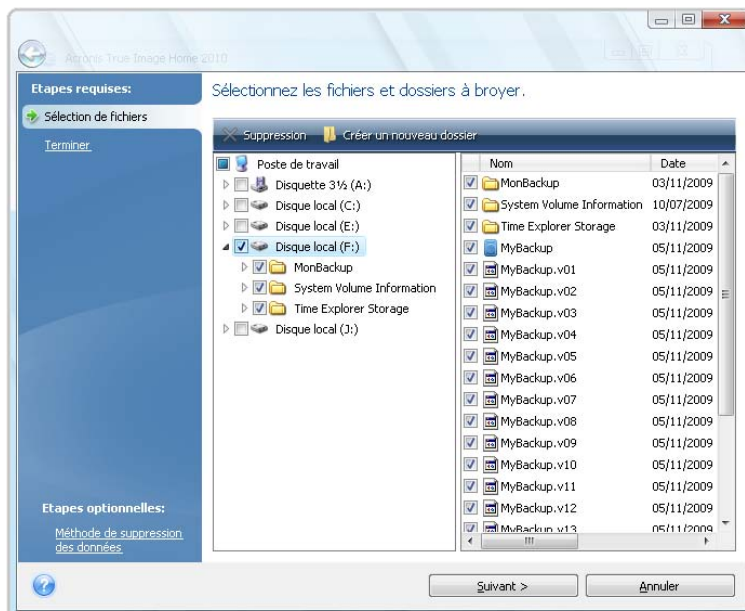 Acronis True Image Home 2010
Etapes requises:
Sélection de fichiers
Terminer
Sélectionnez les fichiers et dossiers à broyer.
Suppression
Créer un nouveau dossier
Poste de travail
Disquette 3½ (A:)
Disque local (C:)
Disque local (E:)
Disque local (F:)
MonBackup
System Volume Information
Time Explorer Storage
Disque local (J:)
Nom Date
MonBackup 03/11/2009
System Volume Information 10/07/2009
Time Explorer Storage 03/11/2009
MyBackup 05/11/2009
MyBackup.v01 05/11/2009
MyBackup.v02 05/11/2009
MyBackup.v03 05/11/2009
MyBackup.v04 05/11/2009
MyBackup.v05 05/11/2009
MyBackup.v06 05/11/2009
MyBackup.v07 05/11/2009
MyBackup.v08 05/11/2009
MyBackup.v09 05/11/2009
MyBackup.v10 05/11/2009
MyBackup.v11 05/11/2009
MyBackup.v12 05/11/2009
MyBackup.v13 05/11/2009
Etapes optionnelles:
Méthode de suppression
des données
Suivant >
Annuler